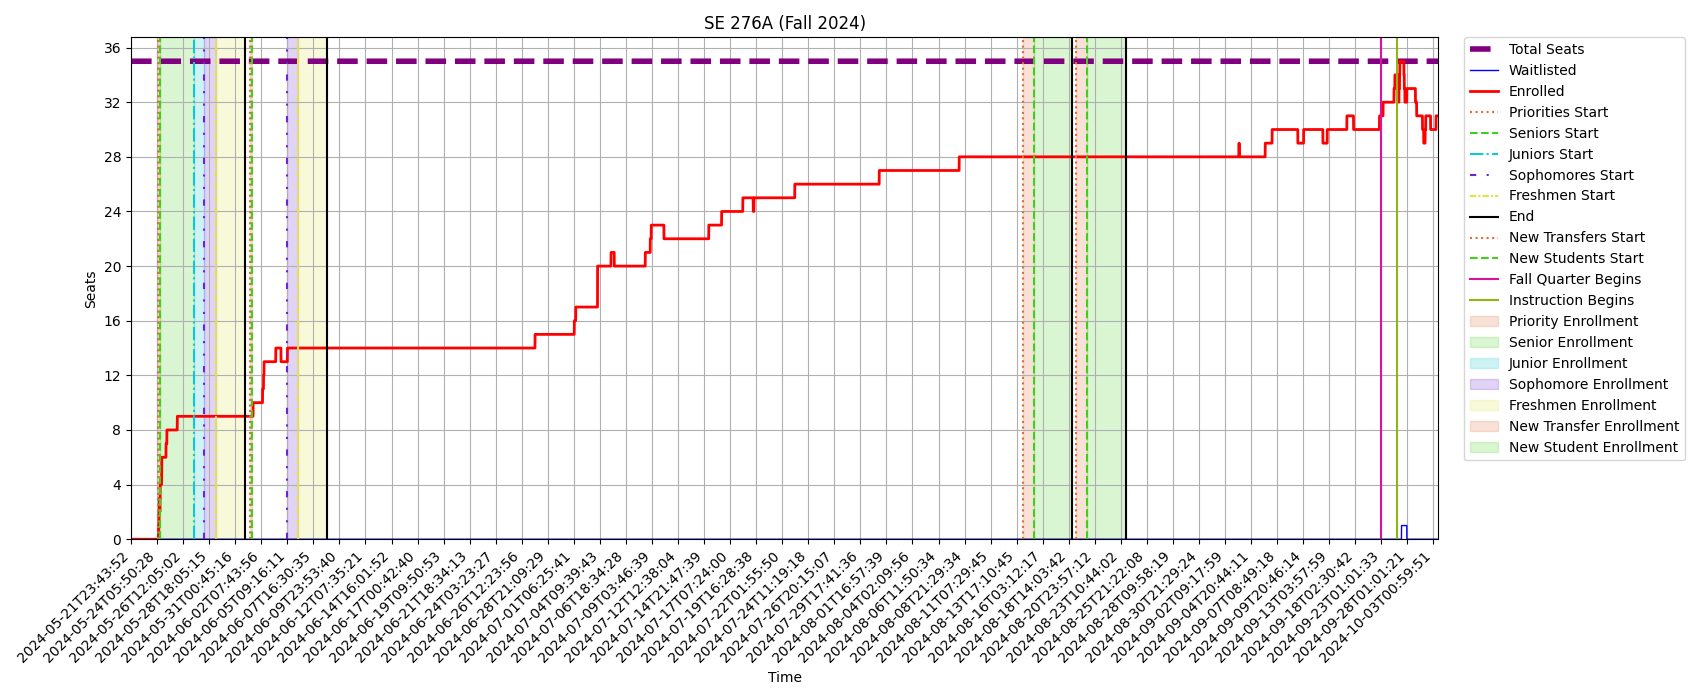 SE 276A (Fall 2024)
Seats
36
32
28
24
20
16
12
8
4
0
2024-05-21T23:43:52
2024-05-24T05:50:28
2024-05-26T12:05:02
2024-05-28T18:05:15
2024-05-31T00:45:16
2024-06-02T07:43:56
2024-06-05T09:16:11
2024-06-07T16:30:35
2024-06-09T23:53:40
2024-06-12T07:35:21
2024-06-14T16:01:52
2024-06-17T00:42:40
2024-06-19T09:50:53
2024-06-21T18:34:13
2024-06-24T03:23:27
2024-06-26T12:23:56
2024-06-28T21:09:29
2024-07-01T06:25:41
2024-07-04T09:39:43
2024-07-06T18:34:28
2024-07-09T03:46:39
2024-07-12T12:38:04
2024-07-14T21:47:39
2024-07-17T07:24:00
2024-07-19T16:28:38
2024-07-22T01:55:50
2024-07-24T11:19:18
2024-07-26T20:15:07
2024-07-29T17:41:36
2024-08-01T16:57:39
2024-08-04T02:09:56
2024-08-06T11:50:34
2024-08-08T21:29:34
2024-08-11T07:29:45
2024-08-13T17:10:45
2024-08-16T03:12:17
2024-08-18T14:03:42
2024-08-20T23:57:12
2024-08-23T10:44:02
2024-08-25T21:22:08
2024-08-28T09:58:19
2024-08-30T21:29:24
2024-09-02T09:17:59
2024-09-04T20:44:11
2024-09-07T08:49:18
2024-09-09T20:46:14
2024-09-13T03:57:59
2024-09-18T02:30:42
2024-09-23T01:01:33
2024-09-28T01:01:21
2024-10-03T00:59:51
Time
Total Seats
Waitlisted
Enrolled
Priorities Start
Seniors Start
Juniors Start
Sophomores Start
Freshmen Start
End
New Transfers Start
New Students Start
Fall Quarter Begins
Instruction Begins
Priority Enrollment
Senior Enrollment
Junior Enrollment
Sophomore Enrollment
Freshmen Enrollment
New Transfer Enrollment
New Student Enrollment